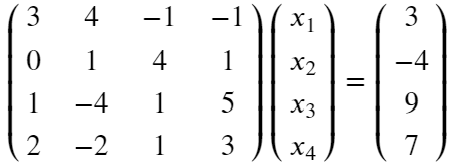 3 4 −1 −1 x₁ 3
0 1 4 1 x₂ = −4
1 −4 1 5 x₃ 9
2 −2 1 3 x₄ 7